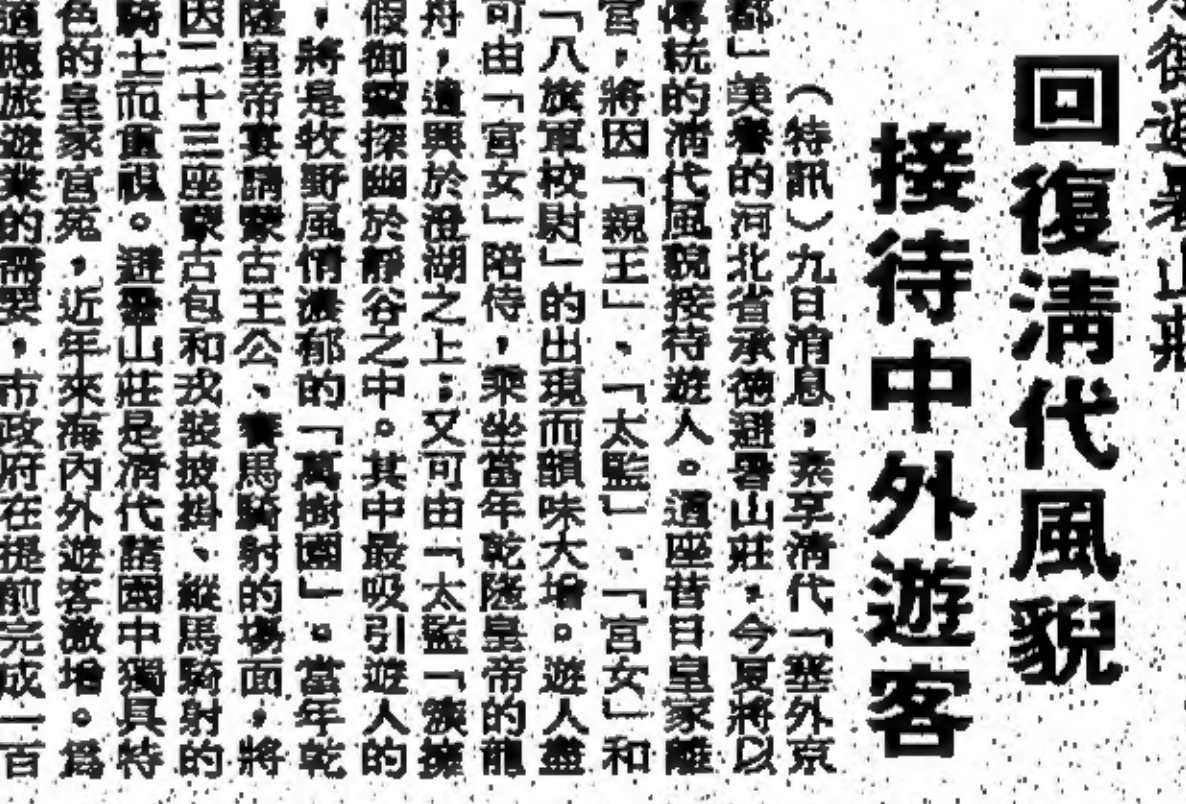 承德避暑山莊
回復清代風貌
接待中外遊客
（特訊）九日消息，素享清代「塞外京
都」美譽的河北省承德避暑山莊，今夏將以
傳統的清代風貌接待遊人。這座昔日皇家離
宮，將因「親王」、「太監」、「宮女」和
「八旗軍校尉」的出現而韻味大增。遊人盡
可由「宮女」陪侍，乘坐當年乾隆皇帝的龍
舟，遣興於澄湖之上；又可由「太監「簇擁
假御駕探幽於靜谷之中。其中最吸引遊人的
，將是牧野風情濃郁的「萬樹園」。當年乾
隆皇帝宴請蒙古王公、賽馬騎射的場面，將
因二十三座蒙古包和戎裝披掛、縱馬騎射的
騎士而重視。避暑山莊是清代諸園中獨具特
色的皇家宮苑，近年來海內外遊客激增。爲
適應旅遊業的需要，市政府在提前完成一百